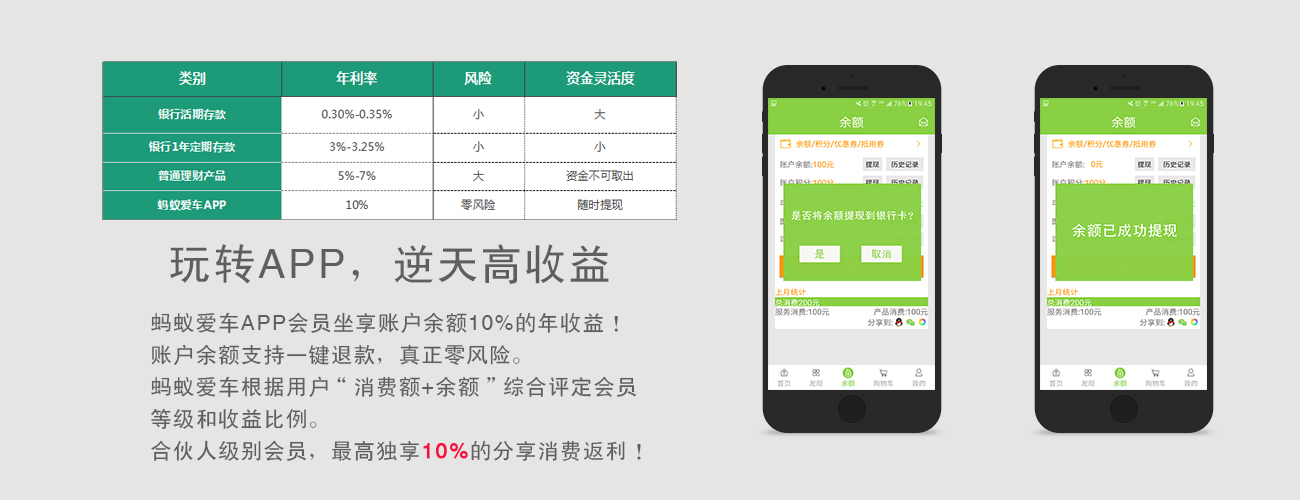 类别 年利率 风险 资金灵活度
银行活期存款 0.30%-0.35% 小 大
银行1年定期存款 3%-3.25% 小 小
普通理财产品 5%-7% 大 资金不可取出
蚂蚁爱车APP 10% 零风险 随时提现
玩转APP，逆天高收益
蚂蚁爱车APP会员坐享账户余额10%的年收益！
账户余额支持一键退款，真正零风险。
蚂蚁爱车根据用户“消费额+余额”综合评定会员
等级和收益比例。
合伙人级别会员，最高独享10%的分享消费返利！
76% 19:45
余额
余额/积分/优惠券/抵用券
账户余额:100元 提现 历史记录
账户积分:100分 提现 历史记录
是否将余额提现到银行卡?
是 取消
上月统计
总消费200元
服务消费:100元 产品消费:100元
分享到:
首页 发现 余额 购物车 我的
76% 19:45
余额
余额/积分/优惠券/抵用券
账户余额: 0元 提现 历史记录
账户积分:100分 提现 历史记录
余额已成功提现
上月统计
总消费200元
服务消费:100元 产品消费:100元
分享到:
首页 发现 余额 购物车 我的